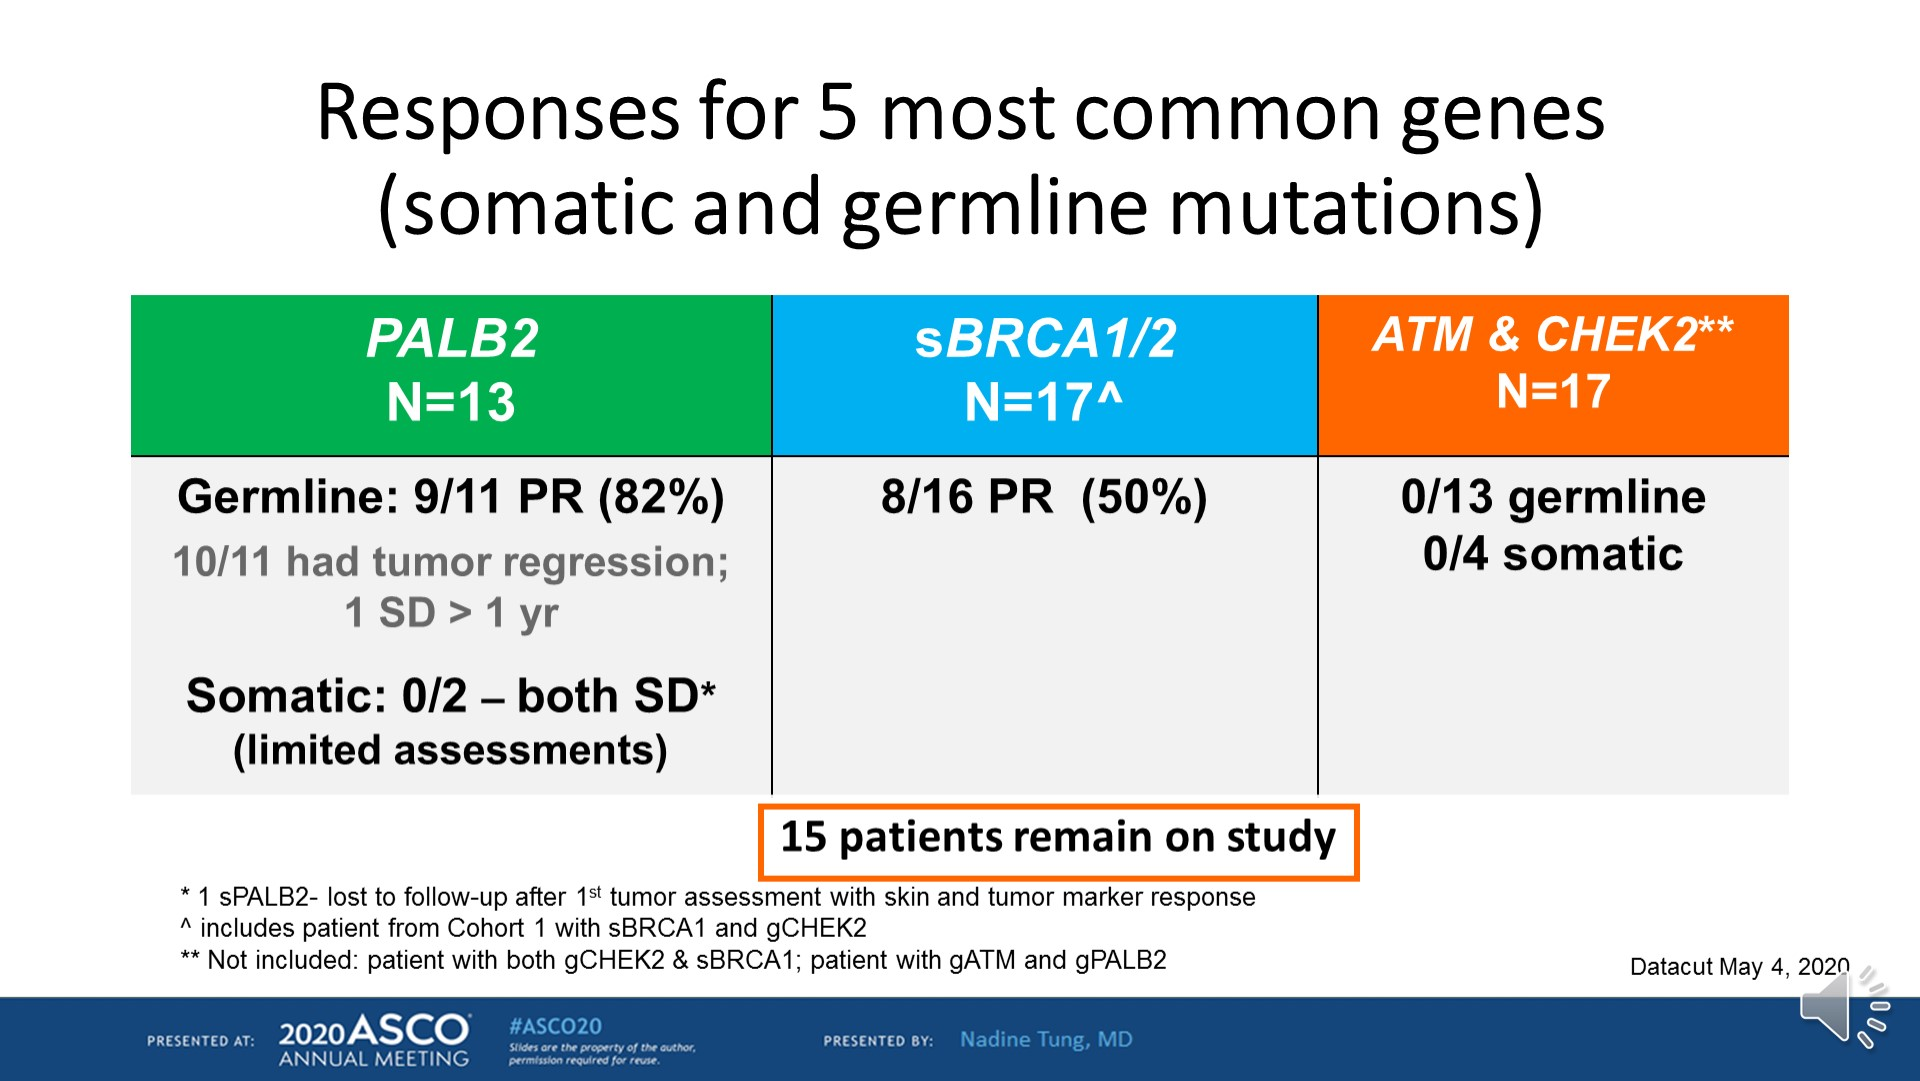 Responses for 5 most common genes
(somatic and germline mutations)
PALB2
N=13
sBRCA1/2
N=17^
ATM & CHEK2**
N=17
Germline: 9/11 PR (82%)
10/11 had tumor regression;
1 SD > 1 yr
Somatic: 0/2 – both SD*
(limited assessments)
8/16 PR (50%)
0/13 germline
0/4 somatic
15 patients remain on study
* 1 sPALB2- lost to follow-up after 1st tumor assessment with skin and tumor marker response
^ includes patient from Cohort 1 with sBRCA1 and gCHEK2
** Not included: patient with both gCHEK2 & sBRCA1; patient with gATM and gPALB2
Datacut May 4, 2020
PRESENTED AT:
2020 ASCO
ANNUAL MEETING
#ASCO20
Slides are the property of the author,
permission required for reuse.
PRESENTED BY: Nadine Tung, MD